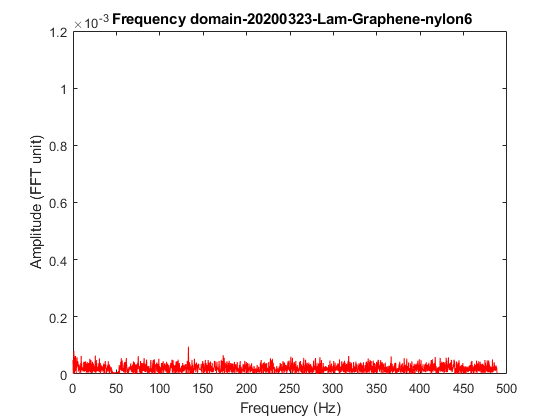 ×10⁻³ Frequency domain-20200323-Lam-Graphene-nylon6
1.2
1
0.8
0.6
0.4
0.2
0
Amplitude (FFT unit)
0 50 100 150 200 250 300 350 400 450 500
Frequency (Hz)